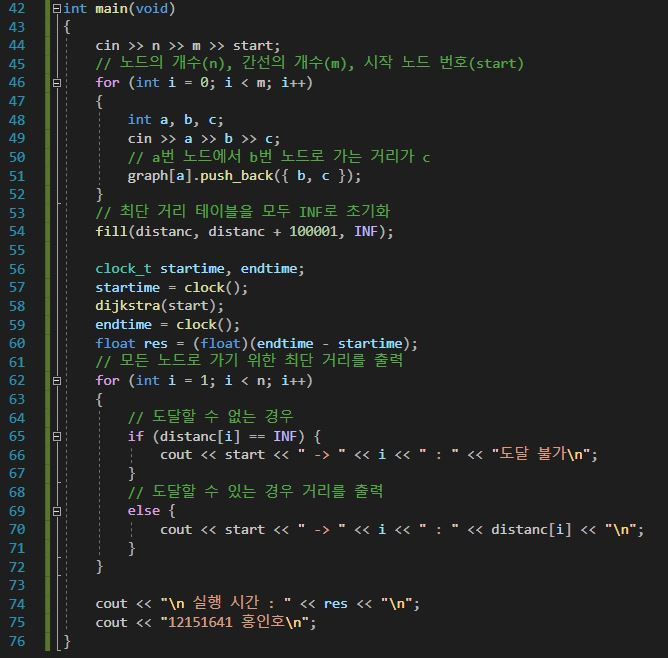 42 int main(void)
43 {
44     cin >> n >> m >> start;
45     // 노드의 개수(n), 간선의 개수(m), 시작 노드 번호(start)
46     for (int i = 0; i < m; i++)
47     {
48         int a, b, c;
49         cin >> a >> b >> c;
50         // a번 노드에서 b번 노드로 가는 거리가 c
51         graph[a].push_back({ b, c });
52     }
53     // 최단 거리 테이블을 모두 INF로 초기화
54     fill(distanc, distanc + 100001, INF);
55
56     clock_t startime, endtime;
57     startime = clock();
58     dijkstra(start);
59     endtime = clock();
60     float res = (float)(endtime - startime);
61     // 모든 노드로 가기 위한 최단 거리를 출력
62     for (int i = 1; i < n; i++)
63     {
64         // 도달할 수 없는 경우
65         if (distanc[i] == INF) {
66             cout << start << " -> " << i << " : " << "도달 불가\n";
67         }
68         // 도달할 수 있는 경우 거리를 출력
69         else {
70             cout << start << " -> " << i << " : " << distanc[i] << "\n";
71         }
72     }
73
74     cout << "\n 실행 시간 : " << res << "\n";
75     cout << "12151641 홍인호\n";
76 }